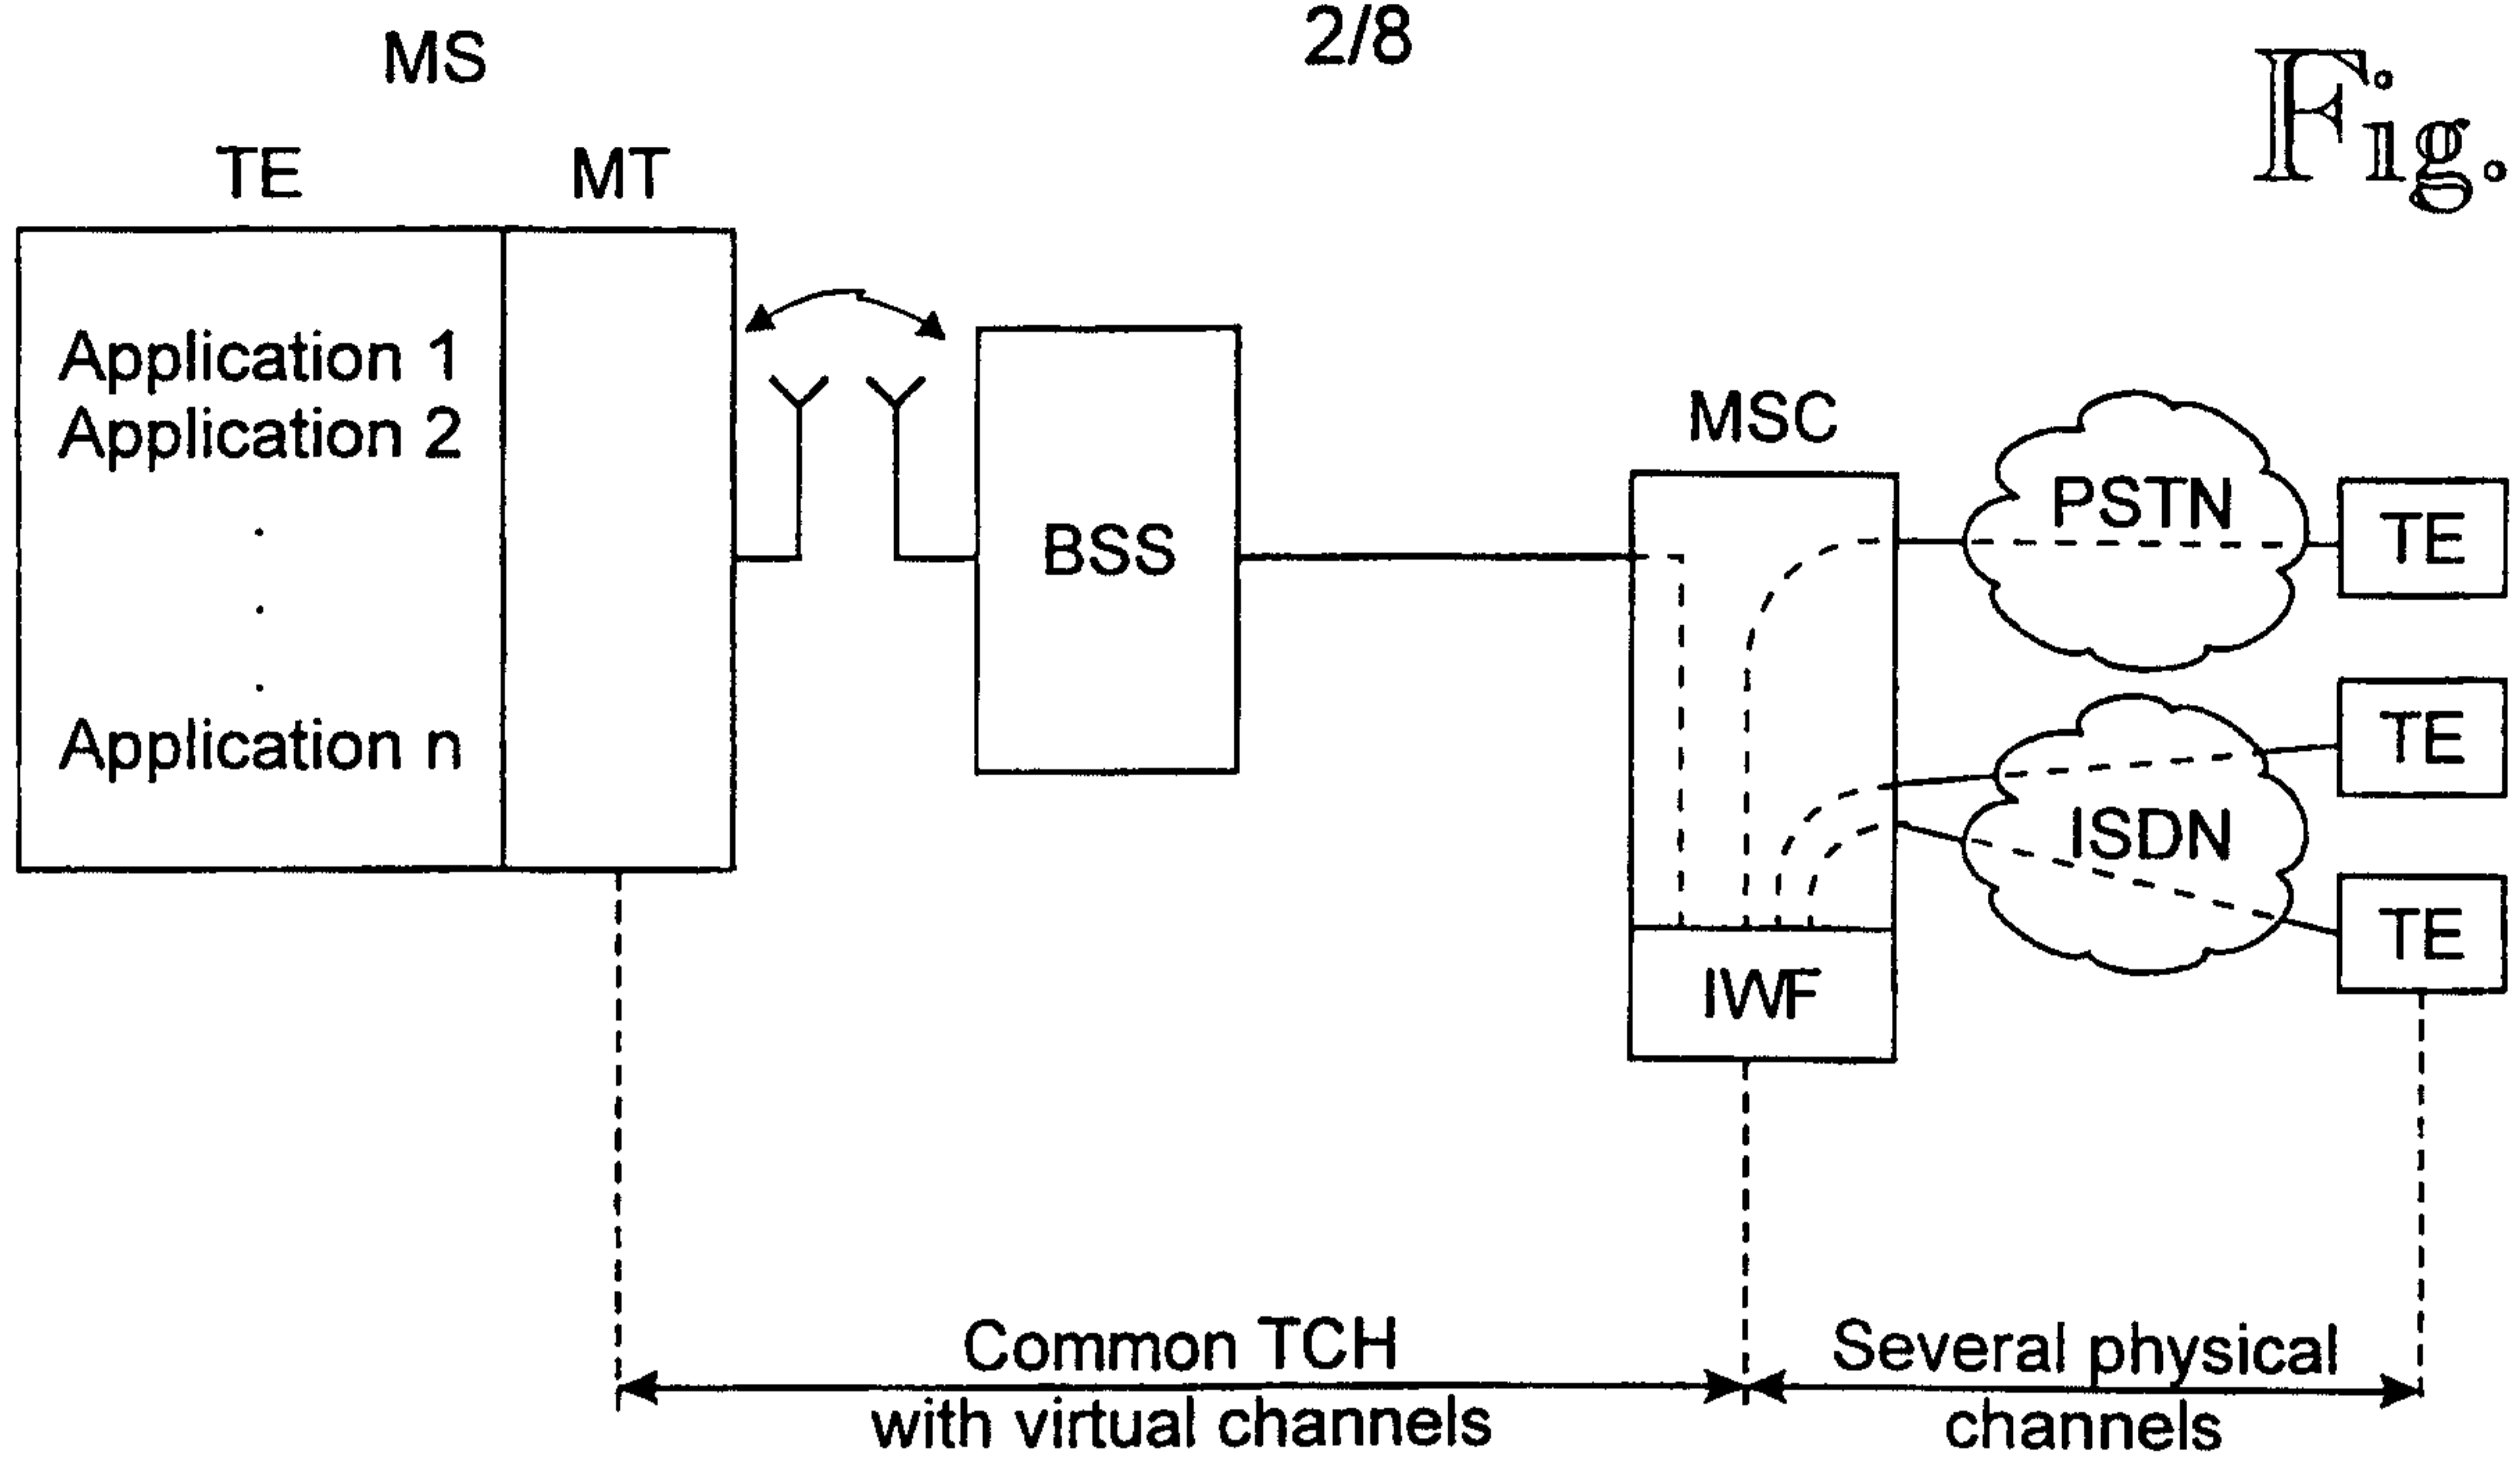 2/8
Fig.
MS
TE
MT
Application 1
Application 2
Application n
BSS
MSC
IWF
PSTN
ISDN
TE
TE
TE
Common TCH
with virtual channels
Several physical
channels